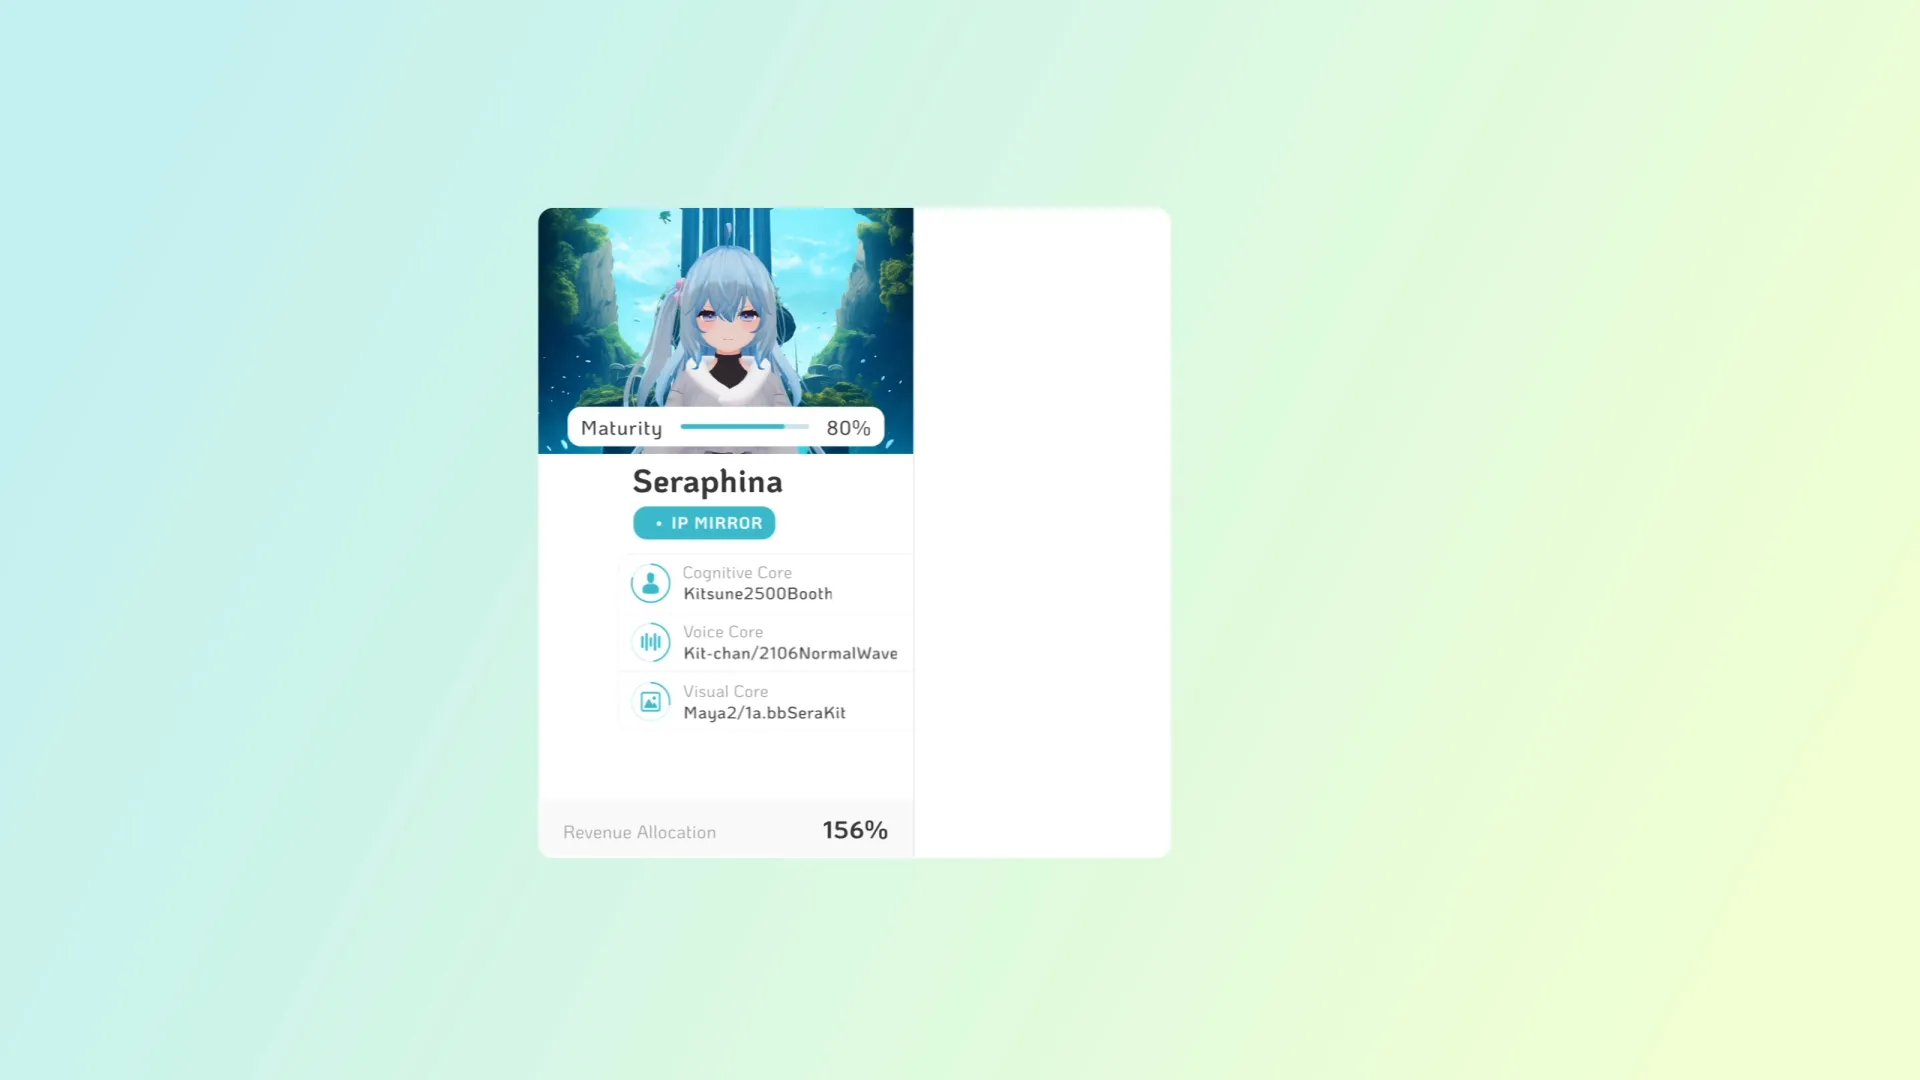 Maturity 80%
Seraphina
• IP MIRROR
Cognitive Core
Kitsune2500Booth
Voice Core
Kit-chan/2106NormalWave
Visual Core
Maya2/1a.bbSeraKit
Revenue Allocation 156%